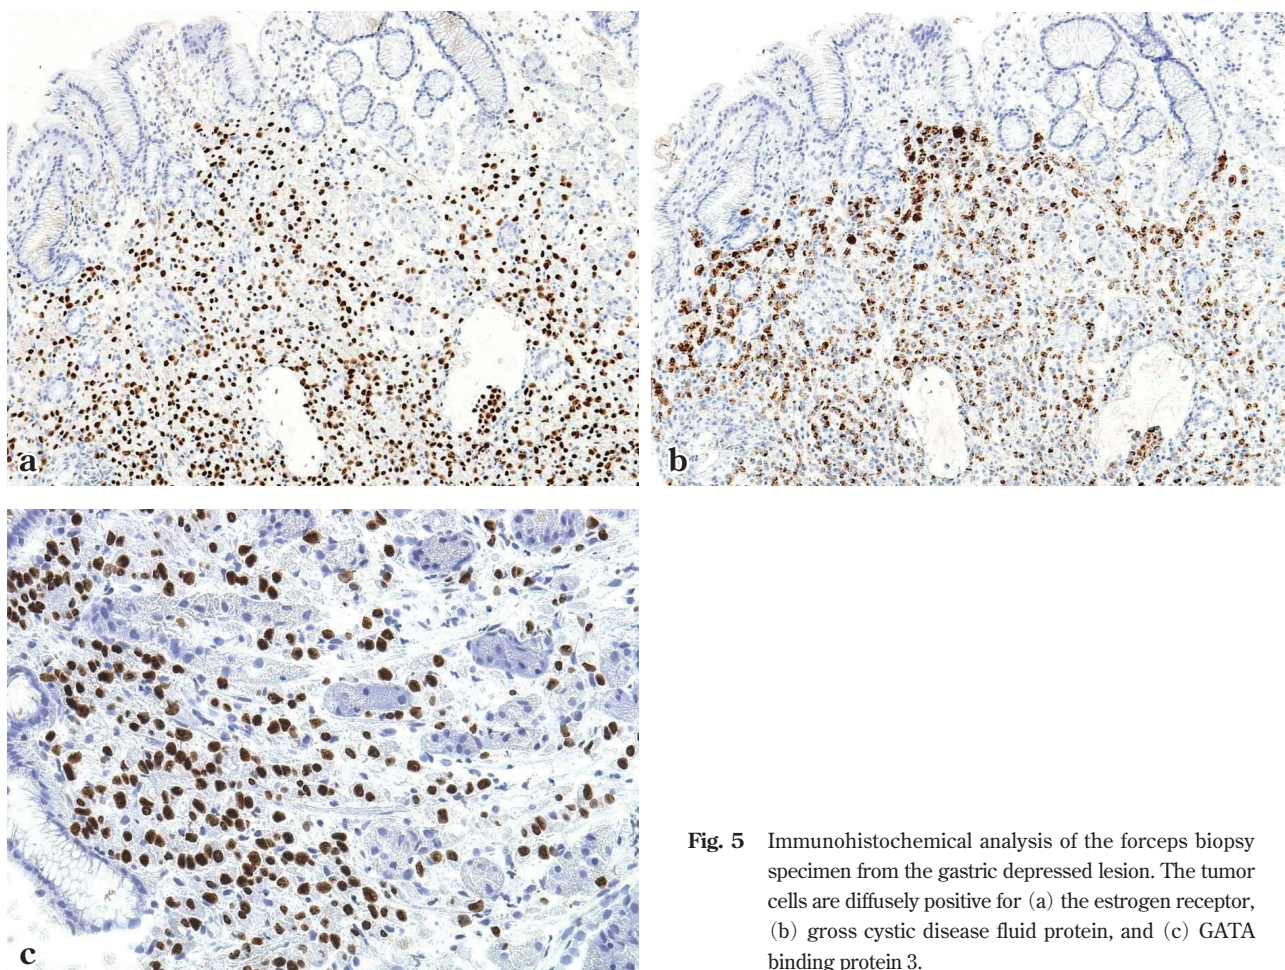 a
b
c
Fig. 5 Immunohistochemical analysis of the forceps biopsy
specimen from the gastric depressed lesion. The tumor
cells are diffusely positive for (a) the estrogen receptor,
(b) gross cystic disease fluid protein, and (c) GATA
binding protein 3.